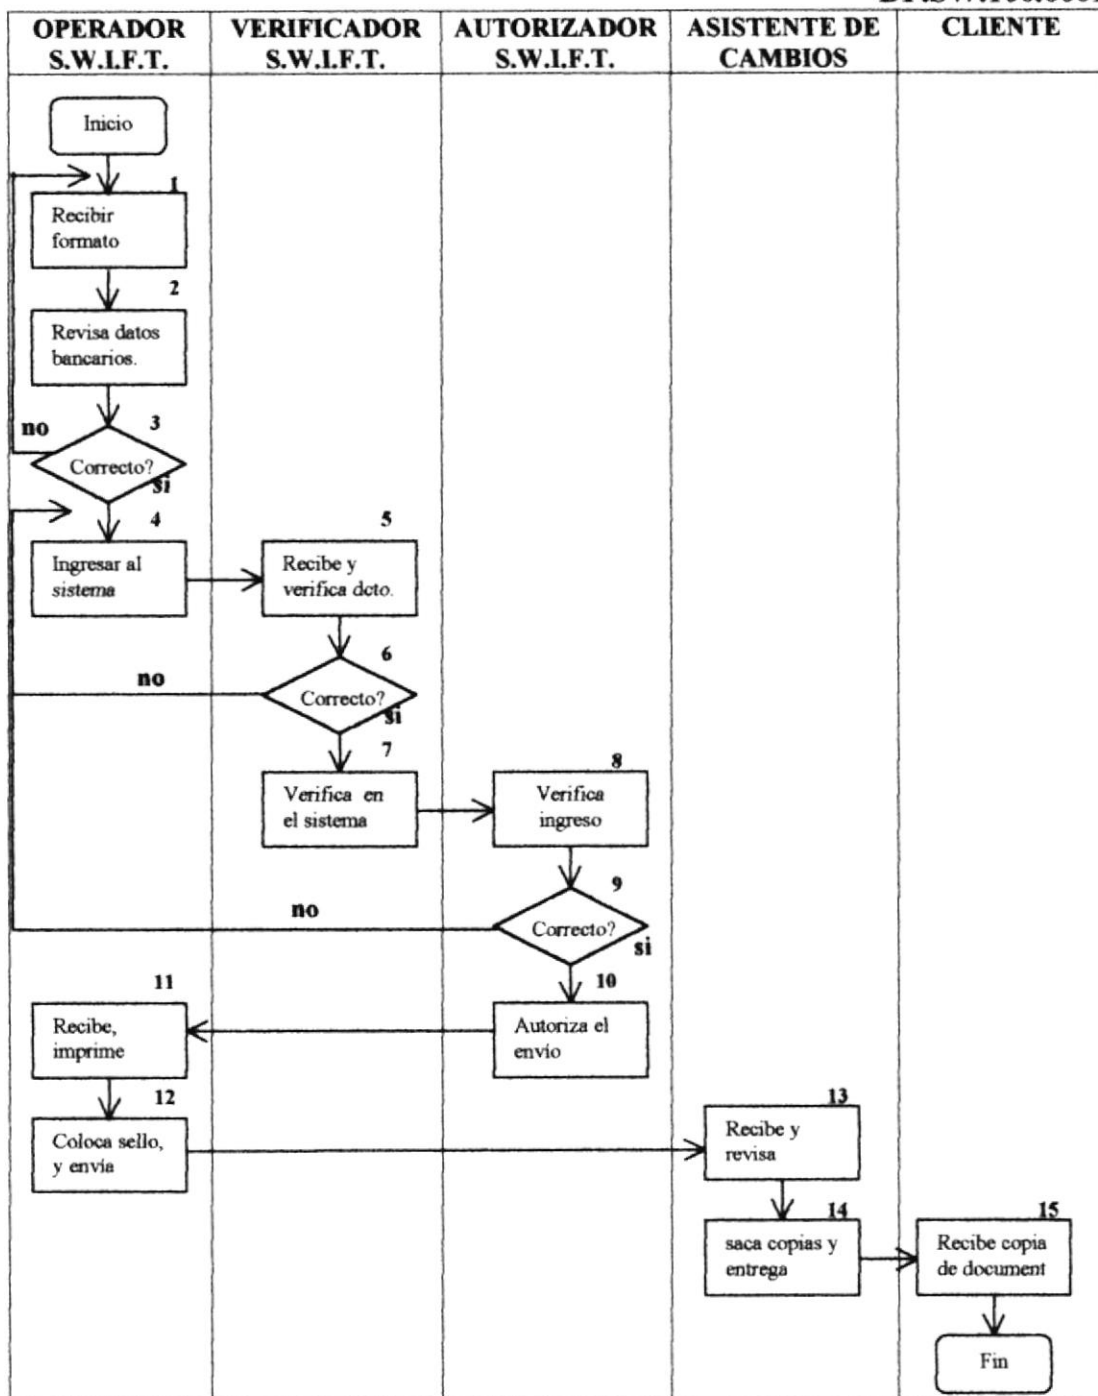 OPERADOR VERIFICADOR AUTORIZADOR ASISTENTE DE CLIENTE
S.W.I.F.T. S.W.I.F.T. S.W.I.F.T. CAMBIOS
Inicio
1
Recibir
formato
2
Revisa datos
bancarios.
3
no
Correcto?
si
4
Ingresar al
sistema
5
Recibe y
verifica dcto.
6
no
Correcto?
si
7
Verifica en
el sistema
8
Verifica
ingreso
9
no
Correcto?
si
10
Autoriza el
envío
11
Recibe,
imprime
12
Coloca sello,
y envía
13
Recibe y
revisa
14
saca copias y
entrega
15
Recibe copia
de document
Fin